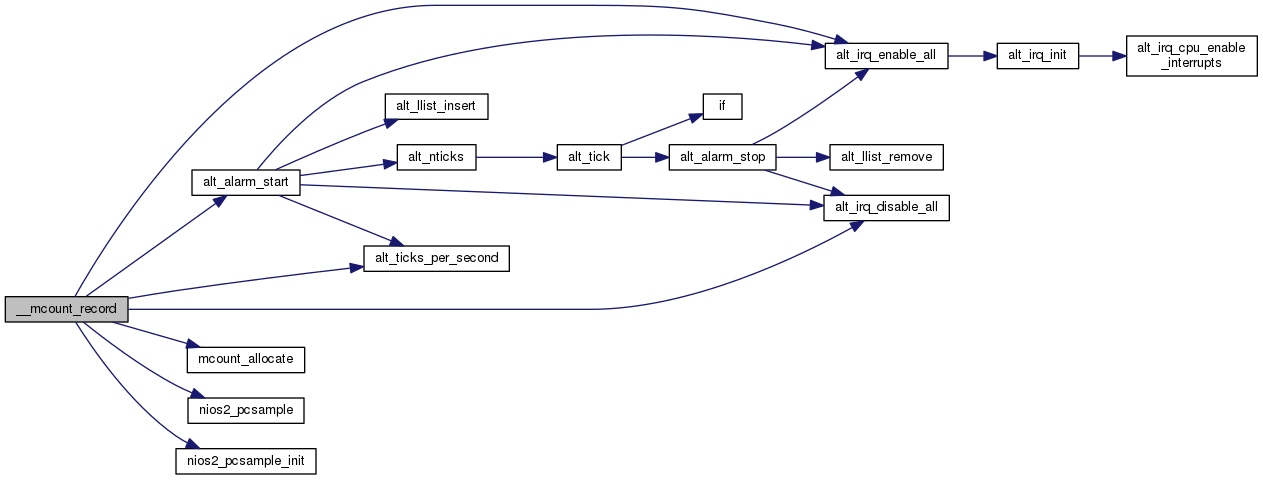 alt_irq_enable_all
alt_irq_init
alt_irq_cpu_enable
_interrupts
alt_llist_insert
if
alt_nticks
alt_tick
alt_alarm_stop
alt_llist_remove
alt_alarm_start
alt_irq_disable_all
alt_ticks_per_second
__mcount_record
mcount_allocate
nios2_pcsample
nios2_pcsample_init